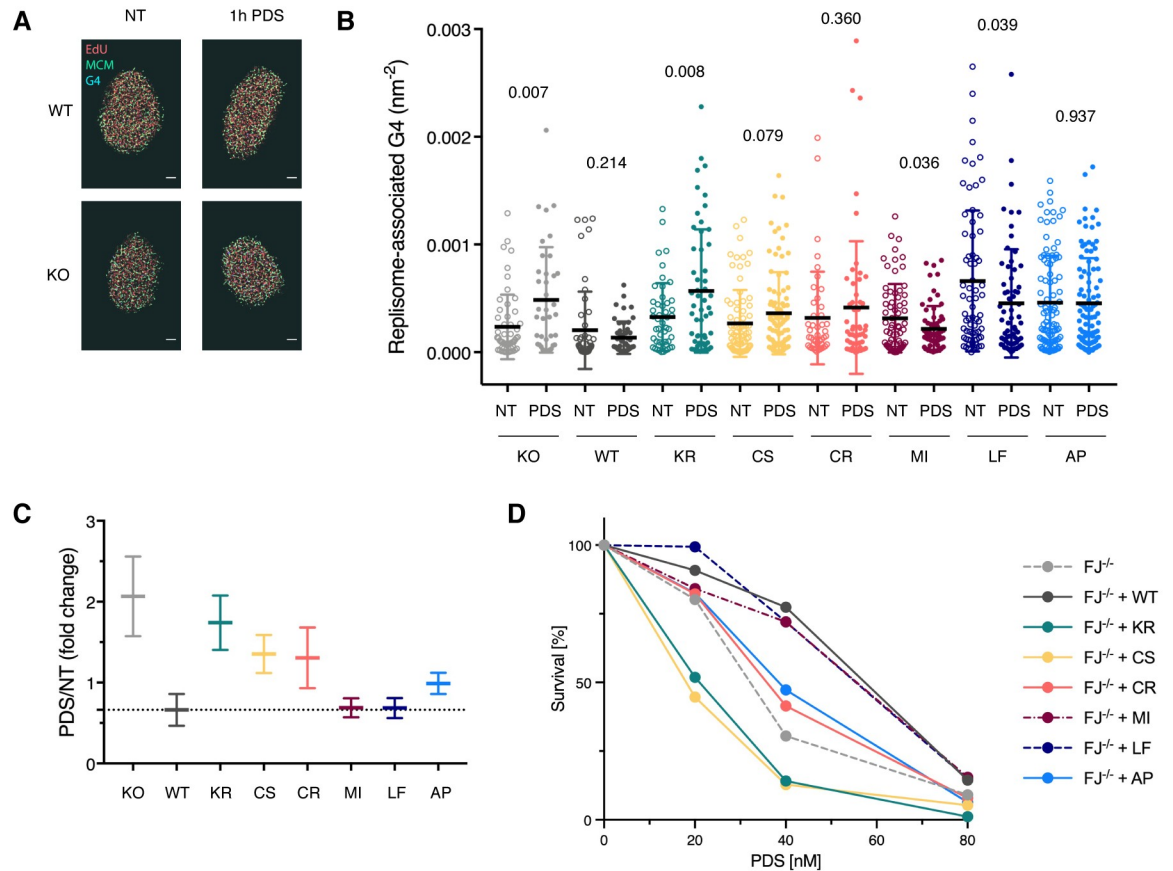 A
NT
1h PDS
EdU
MCM
G4
WT
KO
B
Replisome-associated G4 (nm⁻²)
0.003
0.002
0.001
0.000
0.007
0.214
0.008
0.079
0.360
0.036
0.039
0.937
NT PDS NT PDS NT PDS NT PDS NT PDS NT PDS NT PDS NT PDS
KO WT KR CS CR MI LF AP
C
PDS/NT (fold change)
3
2
1
0
KO WT KR CS CR MI LF AP
D
Survival [%]
100
50
0
0 20 40 60 80
PDS [nM]
FJ⁻/⁻
FJ⁻/⁻ + WT
FJ⁻/⁻ + KR
FJ⁻/⁻ + CS
FJ⁻/⁻ + CR
FJ⁻/⁻ + MI
FJ⁻/⁻ + LF
FJ⁻/⁻ + AP